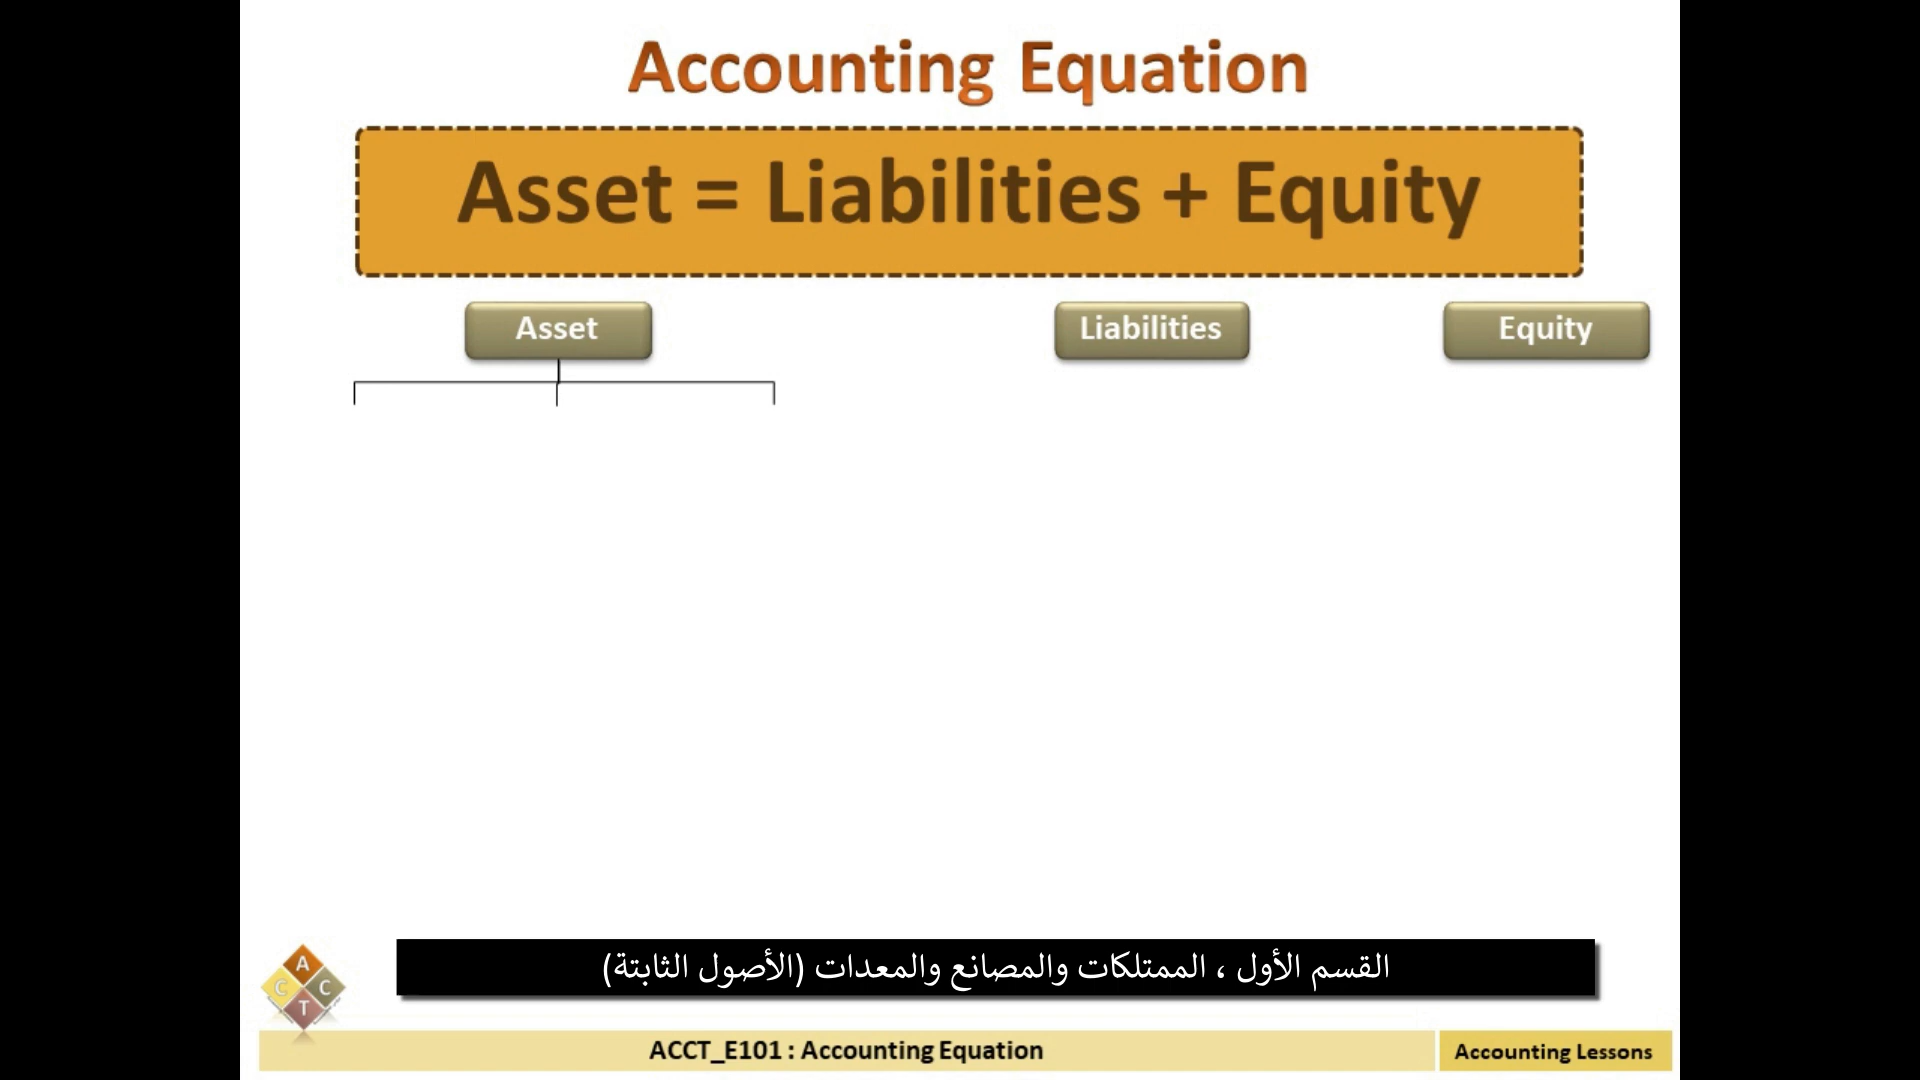 Accounting Equation
Asset = Liabilities + Equity
Asset
Liabilities
Equity
القسم الأول ، الممتلكات والمصانع والمعدات (الأصول الثابتة)
A
C C
T
ACCT_E101 : Accounting Equation
Accounting Lessons